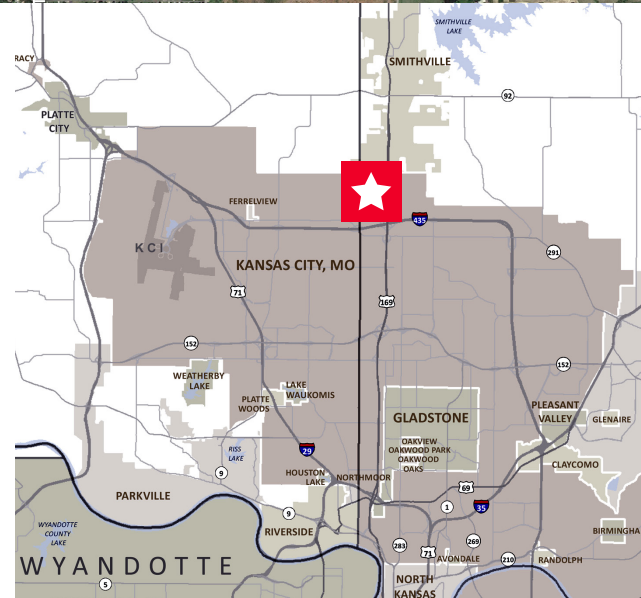 SMITHVILLE
LAKE
RACY
SMITHVILLE
92
PLATTE
CITY
FERRELVIEW
435
KCI
291
KANSAS CITY, MO
71
169
152
152
WEATHERBY
LAKE
LAKE
WAUKOMIS
PLATTE
WOODS
PLEASANT
VALLEY
GLADSTONE
GLENAIRE
OAKVIEW
OAKWOOD PARK
OAKWOOD
OAKS
RISS
LAKE
29
CLAYCOMO
9
HOUSTON
LAKE
NORTHMOOR
69
PARKVILLE
1
35
9
WYANDOTTE
COUNTY
LAKE
RIVERSIDE
BIRMINGHA
283
71
269
AVONDALE
210
RANDOLPH
WYANDOTTE
5
NORTH
KANSAS